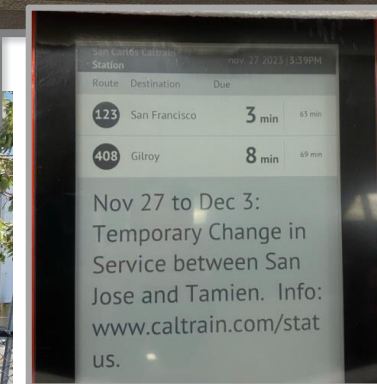 San Carlos Caltrain
Station
nov. 27 2023 3:39PM
Route Destination Due
123 San Francisco 3 min 63 min
408 Gilroy 8 min 69 min
Nov 27 to Dec 3:
Temporary Change in
Service between San
Jose and Tamien. Info:
www.caltrain.com/stat
us.